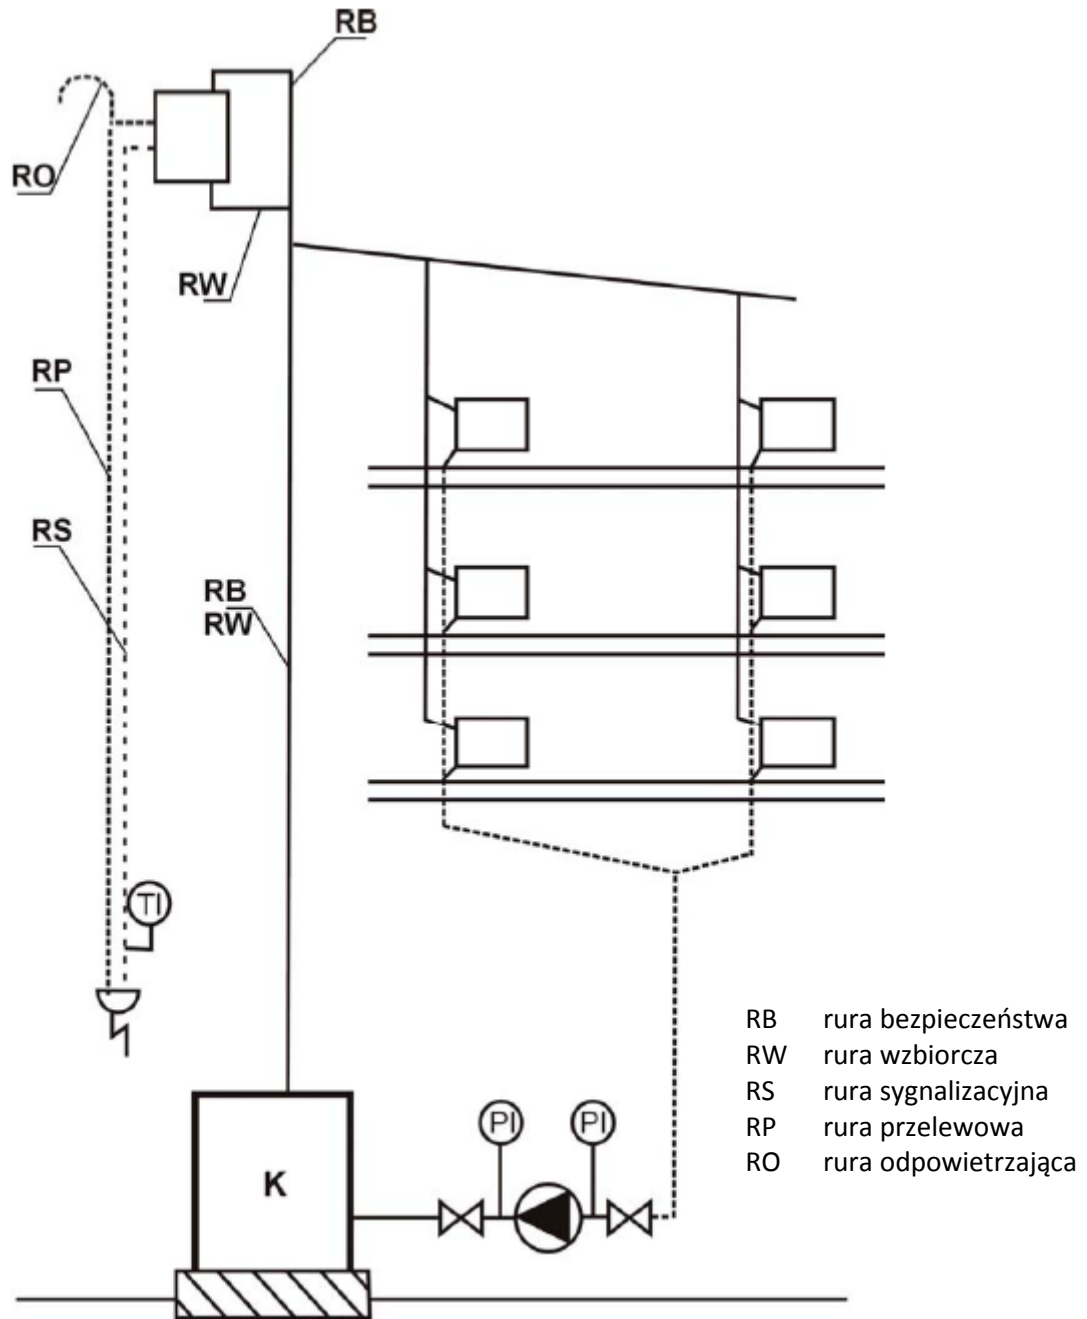 RB
RO
RW
RP
RS
RB
RW
TI
PI
PI
K
RB rura bezpieczeństwa
RW rura wzbiorcza
RS rura sygnalizacyjna
RP rura przelewowa
RO rura odpowietrzająca